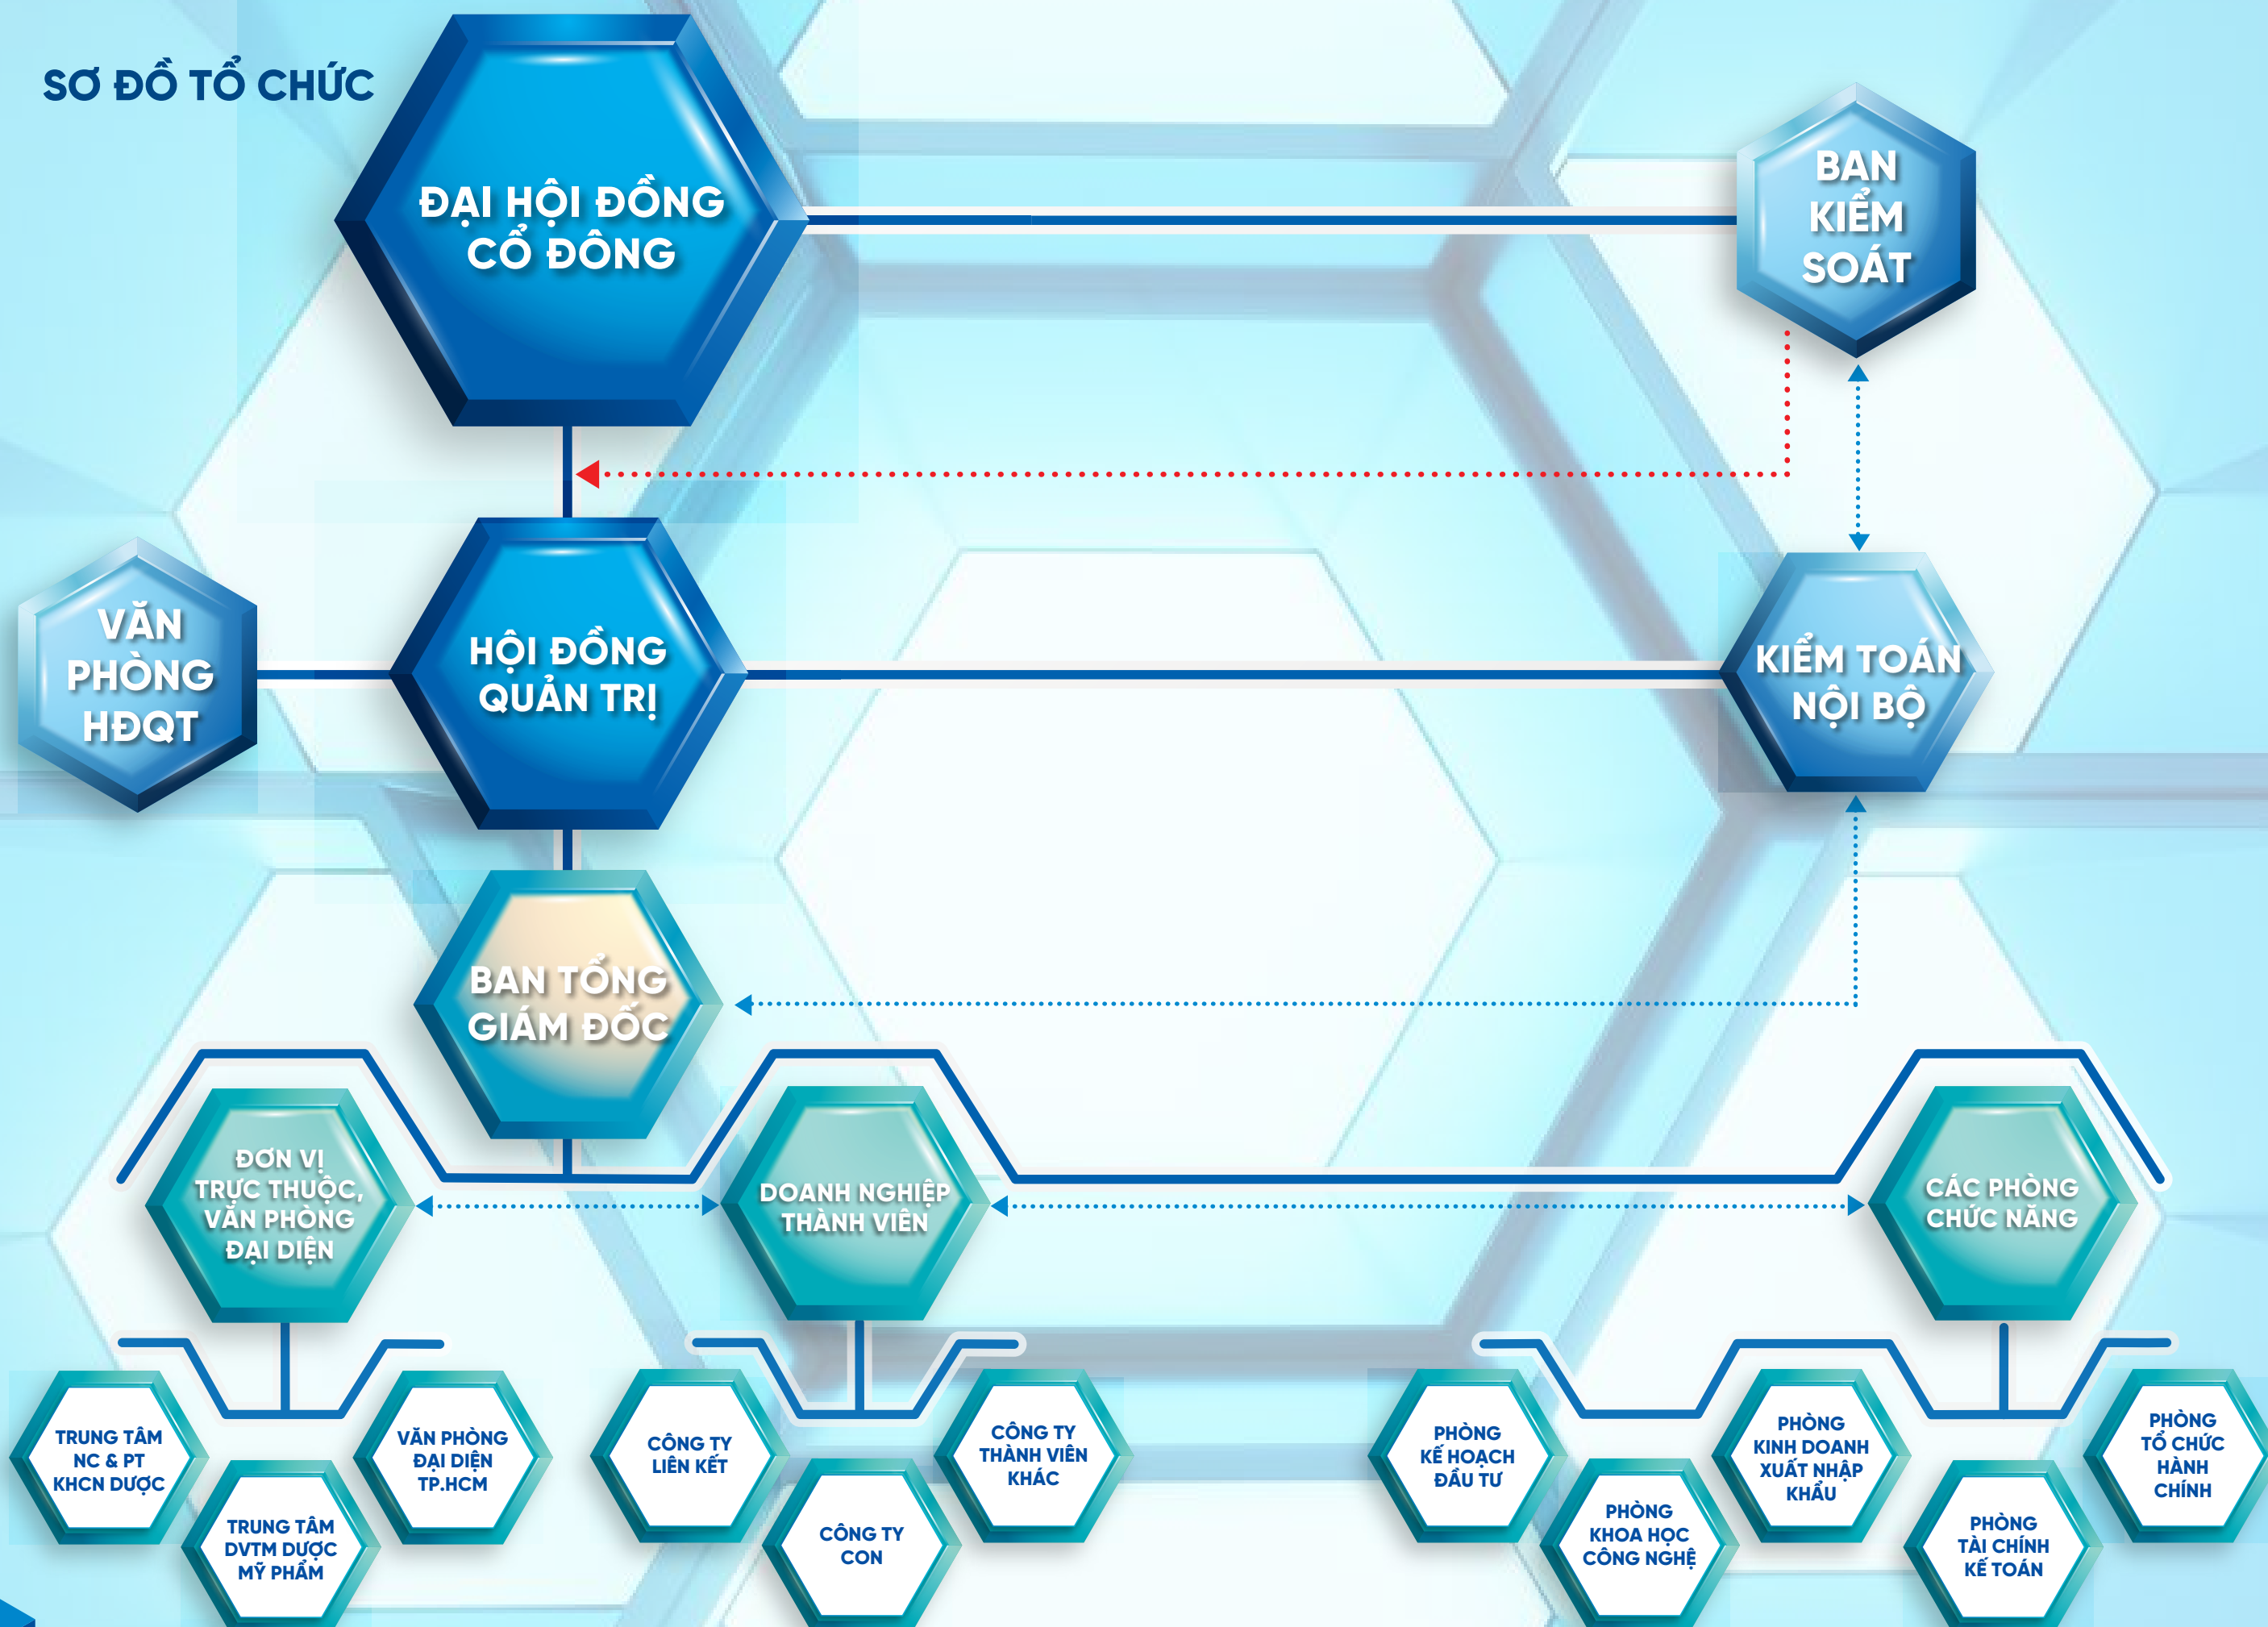 SƠ ĐỒ TỔ CHỨC
ĐẠI HỘI ĐỒNG
CỔ ĐÔNG
BAN
KIỂM
SOÁT
VĂN
PHÒNG
HĐQT
HỘI ĐỒNG
QUẢN TRỊ
KIỂM TOÁN
NỘI BỘ
BAN TỔNG
GIÁM ĐỐC
ĐƠN VỊ
TRỰC THUỘC,
VĂN PHÒNG
ĐẠI DIỆN
DOANH NGHIỆP
THÀNH VIÊN
CÁC PHÒNG
CHỨC NĂNG
TRUNG TÂM
NC & PT
KHCN DƯỢC
TRUNG TÂM
DVTM DƯỢC
MỸ PHẨM
VĂN PHÒNG
ĐẠI DIỆN
TP.HCM
CÔNG TY
LIÊN KẾT
CÔNG TY
CON
CÔNG TY
THÀNH VIÊN
KHÁC
PHÒNG
KẾ HOẠCH
ĐẦU TƯ
PHÒNG
KHOA HỌC
CÔNG NGHỆ
PHÒNG
KINH DOANH
XUẤT NHẬP
KHẨU
PHÒNG
TÀI CHÍNH
KẾ TOÁN
PHÒNG
TỔ CHỨC
HÀNH
CHÍNH